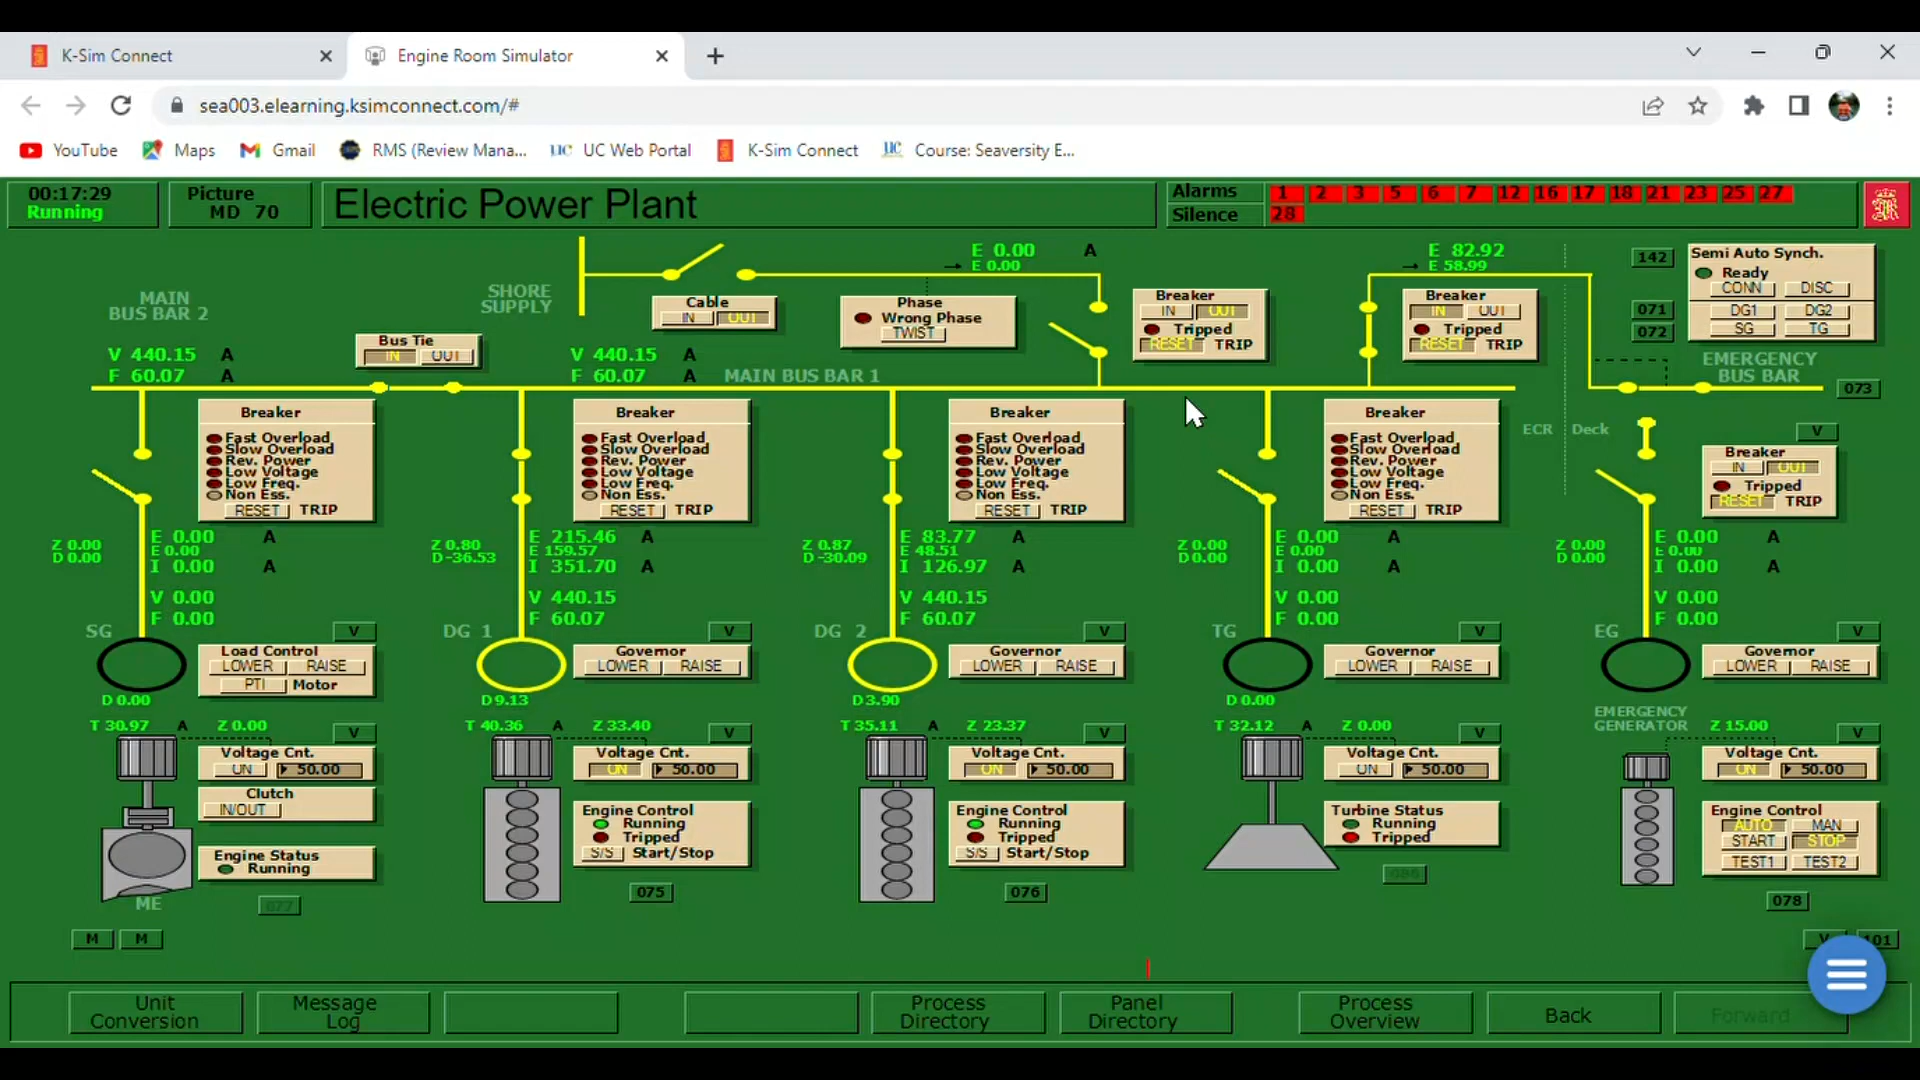 K-Sim Connect
Engine Room Simulator
sea003.elearning.ksimconnect.com/#
YouTube
Maps
Gmail
RMS (Review Mana...
UC Web Portal
K-Sim Connect
Course: Seaversity E...
00:17:29
Running
Picture
MD 70
Electric Power Plant
Alarms
1 2 3 5 6 7 12 16 17 18 21 23 25 27
Silence
28
MAIN
BUS BAR 2
SHORE
SUPPLY
Cable
IN OUT
Phase
Wrong Phase
TWIST
E 0.00 A
E 0.00
Breaker
IN OUT
Tripped
RESET TRIP
E 82.92
E 58.99
Breaker
IN OUT
Tripped
RESET TRIP
142
071
072
Semi Auto Synch.
Ready
CONN DISC
DG1 DG2
SG TG
EMERGENCY
BUS BAR
073
Bus Tie
IN OUT
V 440.15 A
F 60.07 A
V 440.15 A
F 60.07 A
MAIN BUS BAR 1
ECR Deck
V
Breaker
Fast Overload
Slow Overload
Rev. Power
Low Voltage
Low Freq.
Non Ess.
RESET TRIP
Breaker
Fast Overload
Slow Overload
Rev. Power
Low Voltage
Low Freq.
Non Ess.
RESET TRIP
Breaker
Fast Overload
Slow Overload
Rev. Power
Low Voltage
Low Freq.
Non Ess.
RESET TRIP
Breaker
Fast Overload
Slow Overload
Rev. Power
Low Voltage
Low Freq.
Non Ess.
RESET TRIP
Breaker
IN OUT
Tripped
RESET TRIP
Z 0.00
D 0.00
E 0.00 A
E 0.00
I 0.00 A
V 0.00
F 0.00
Z 0.80
D -36.53
E 215.46 A
E 159.57
I 351.70 A
V 440.15
F 60.07
Z 0.87
D -30.09
E 83.77 A
E 48.51
I 126.97 A
V 440.15
F 60.07
Z 0.00
D 0.00
E 0.00 A
E 0.00
I 0.00 A
V 0.00
F 0.00
Z 0.00
D 0.00
E 0.00 A
E 0.00
I 0.00 A
V 0.00
F 0.00
SG
V
DG 1
V
DG 2
V
TG
V
EG
V
Load Control
LOWER RAISE
PTI Motor
Governor
LOWER RAISE
Governor
LOWER RAISE
Governor
LOWER RAISE
Governor
LOWER RAISE
D 0.00
D 9.13
D 3.90
D 0.00
EMERGENCY
GENERATOR
T 30.97 A Z 0.00 V
T 40.36 A Z 33.40 V
T 35.11 A Z 23.37 V
T 32.12 A Z 0.00 V
Z 15.00 V
Voltage Cnt.
ON 50.00
Voltage Cnt.
ON 50.00
Voltage Cnt.
ON 50.00
Voltage Cnt.
ON 50.00
Voltage Cnt.
ON 50.00
Clutch
IN/OUT
Engine Status
Running
Engine Control
Running
Tripped
S/S Start/Stop
Engine Control
Running
Tripped
S/S Start/Stop
Turbine Status
Running
Tripped
Engine Control
AUTO MAN
START STOP
TEST1 TEST2
ME
077
075
076
078
M M
V 101
Unit
Conversion
Message
Log
Process
Directory
Panel
Directory
Process
Overview
Back
Forward